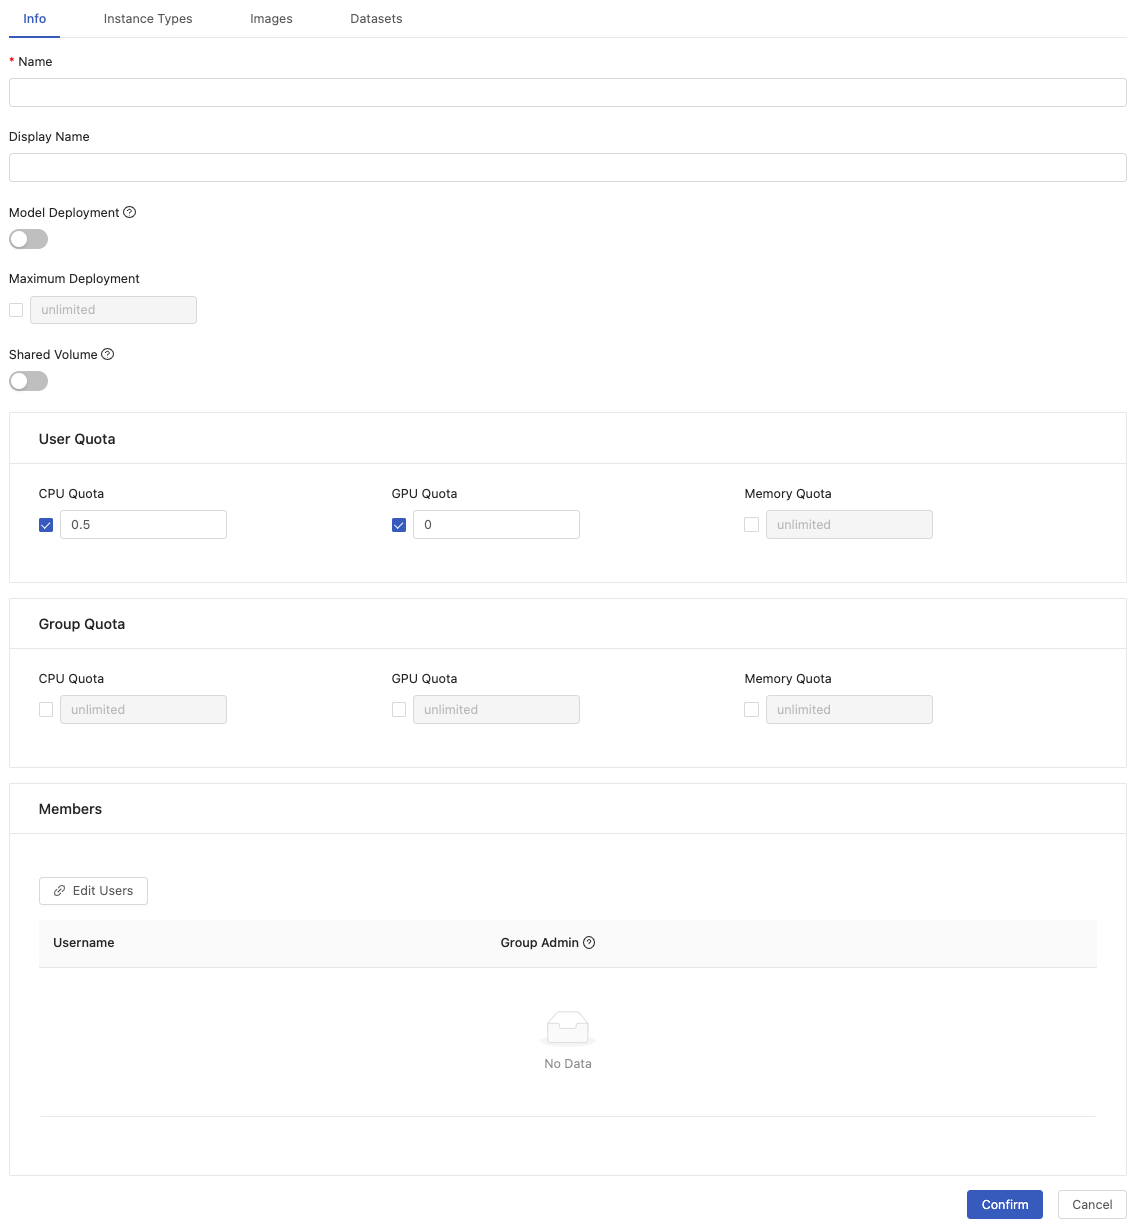 Info Instance Types Images Datasets
* Name
Display Name
Model Deployment
Maximum Deployment
unlimited
Shared Volume
User Quota
CPU Quota GPU Quota Memory Quota
0.5 0 unlimited
Group Quota
CPU Quota GPU Quota Memory Quota
unlimited unlimited unlimited
Members
Edit Users
Username Group Admin
No Data
Confirm Cancel